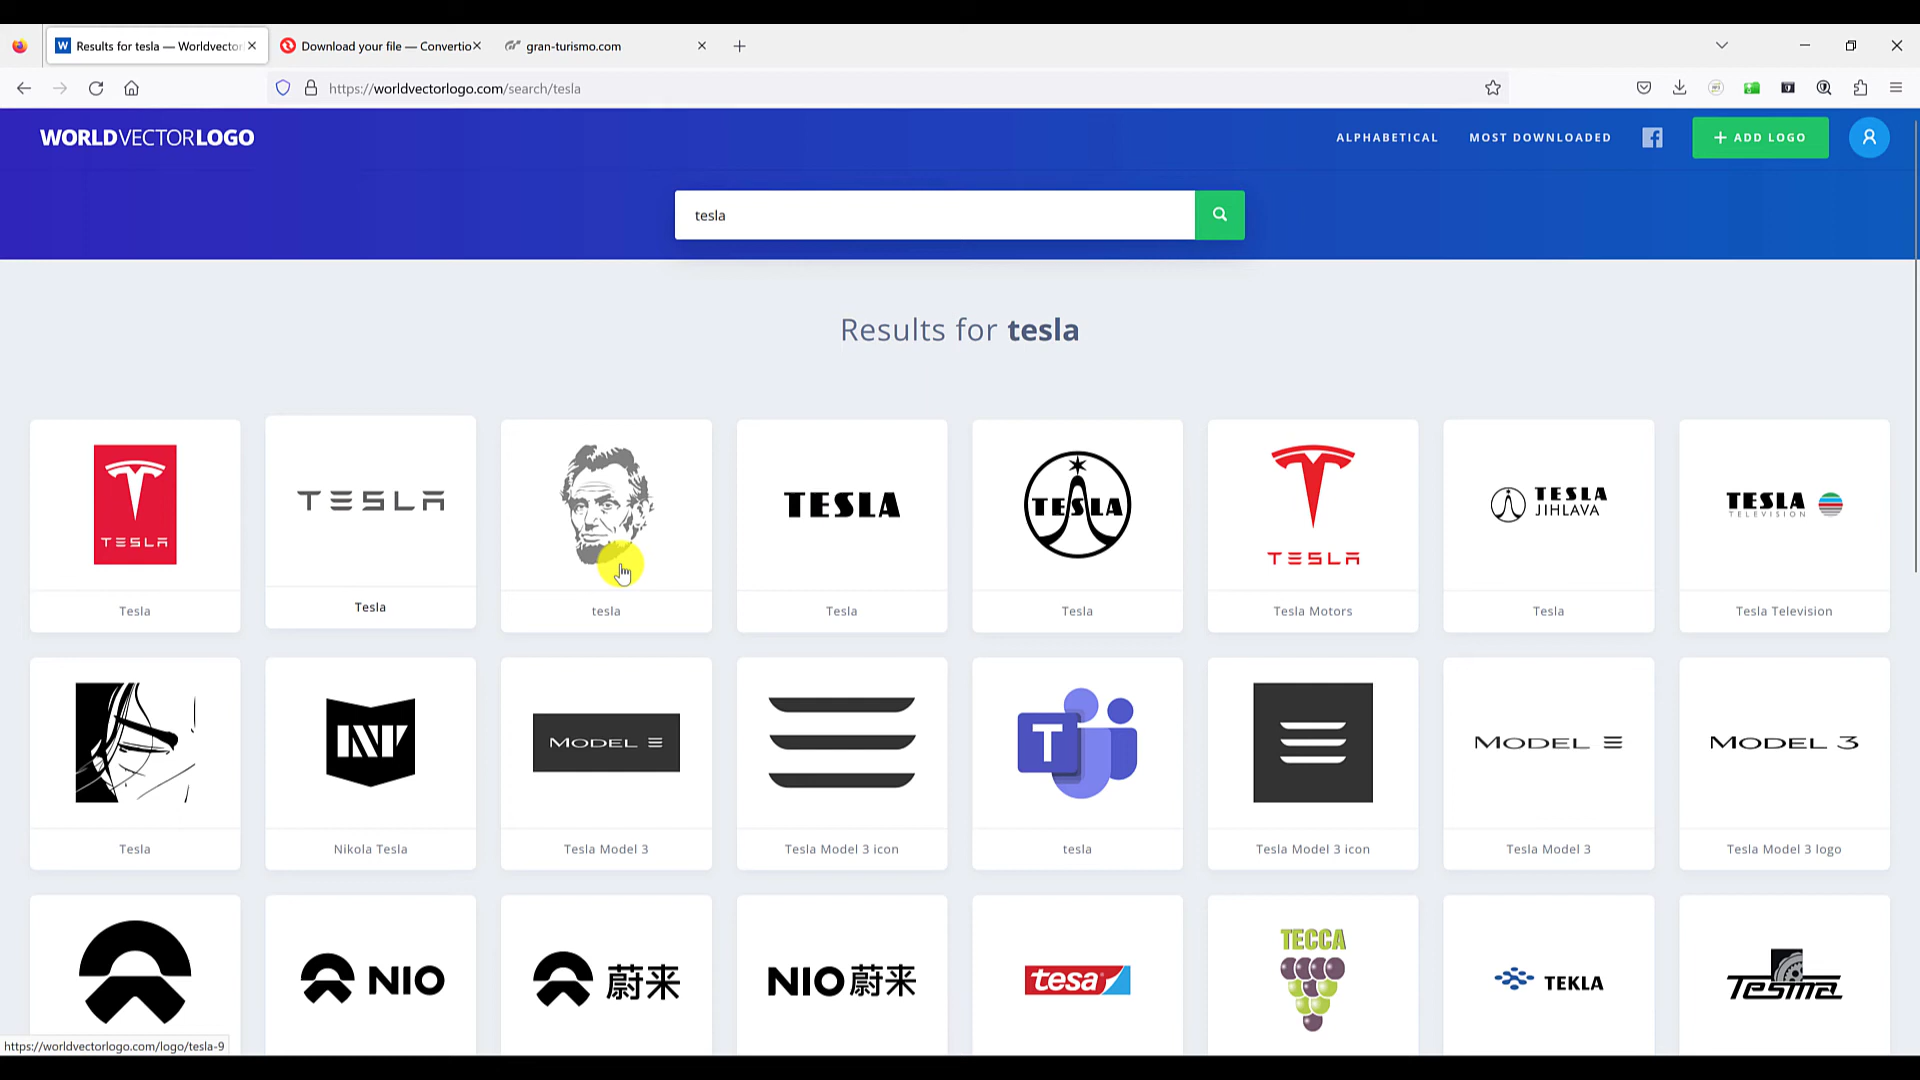 Results for tesla — Worldvector
Download your file — Convertio
gran-turismo.com
https://worldvectorlogo.com/search/tesla
WORLDVECTORLOGO
ALPHABETICAL
MOST DOWNLOADED
+ ADD LOGO
tesla
Results for tesla
TESLA
TESLA
TESLA
TESLA
TESLA
TESLA
JIHLAVA
TESLA
TELEVISION
Tesla
Tesla
tesla
Tesla
Tesla
Tesla Motors
Tesla
Tesla Television
MODEL
T
MODEL
MODEL 3
Tesla
Nikola Tesla
Tesla Model 3
Tesla Model 3 icon
tesla
Tesla Model 3 icon
Tesla Model 3
Tesla Model 3 logo
NIO
蔚来
NIO蔚来
tesa
TECCA
TEKLA
Tesma
https://worldvectorlogo.com/logo/tesla-9